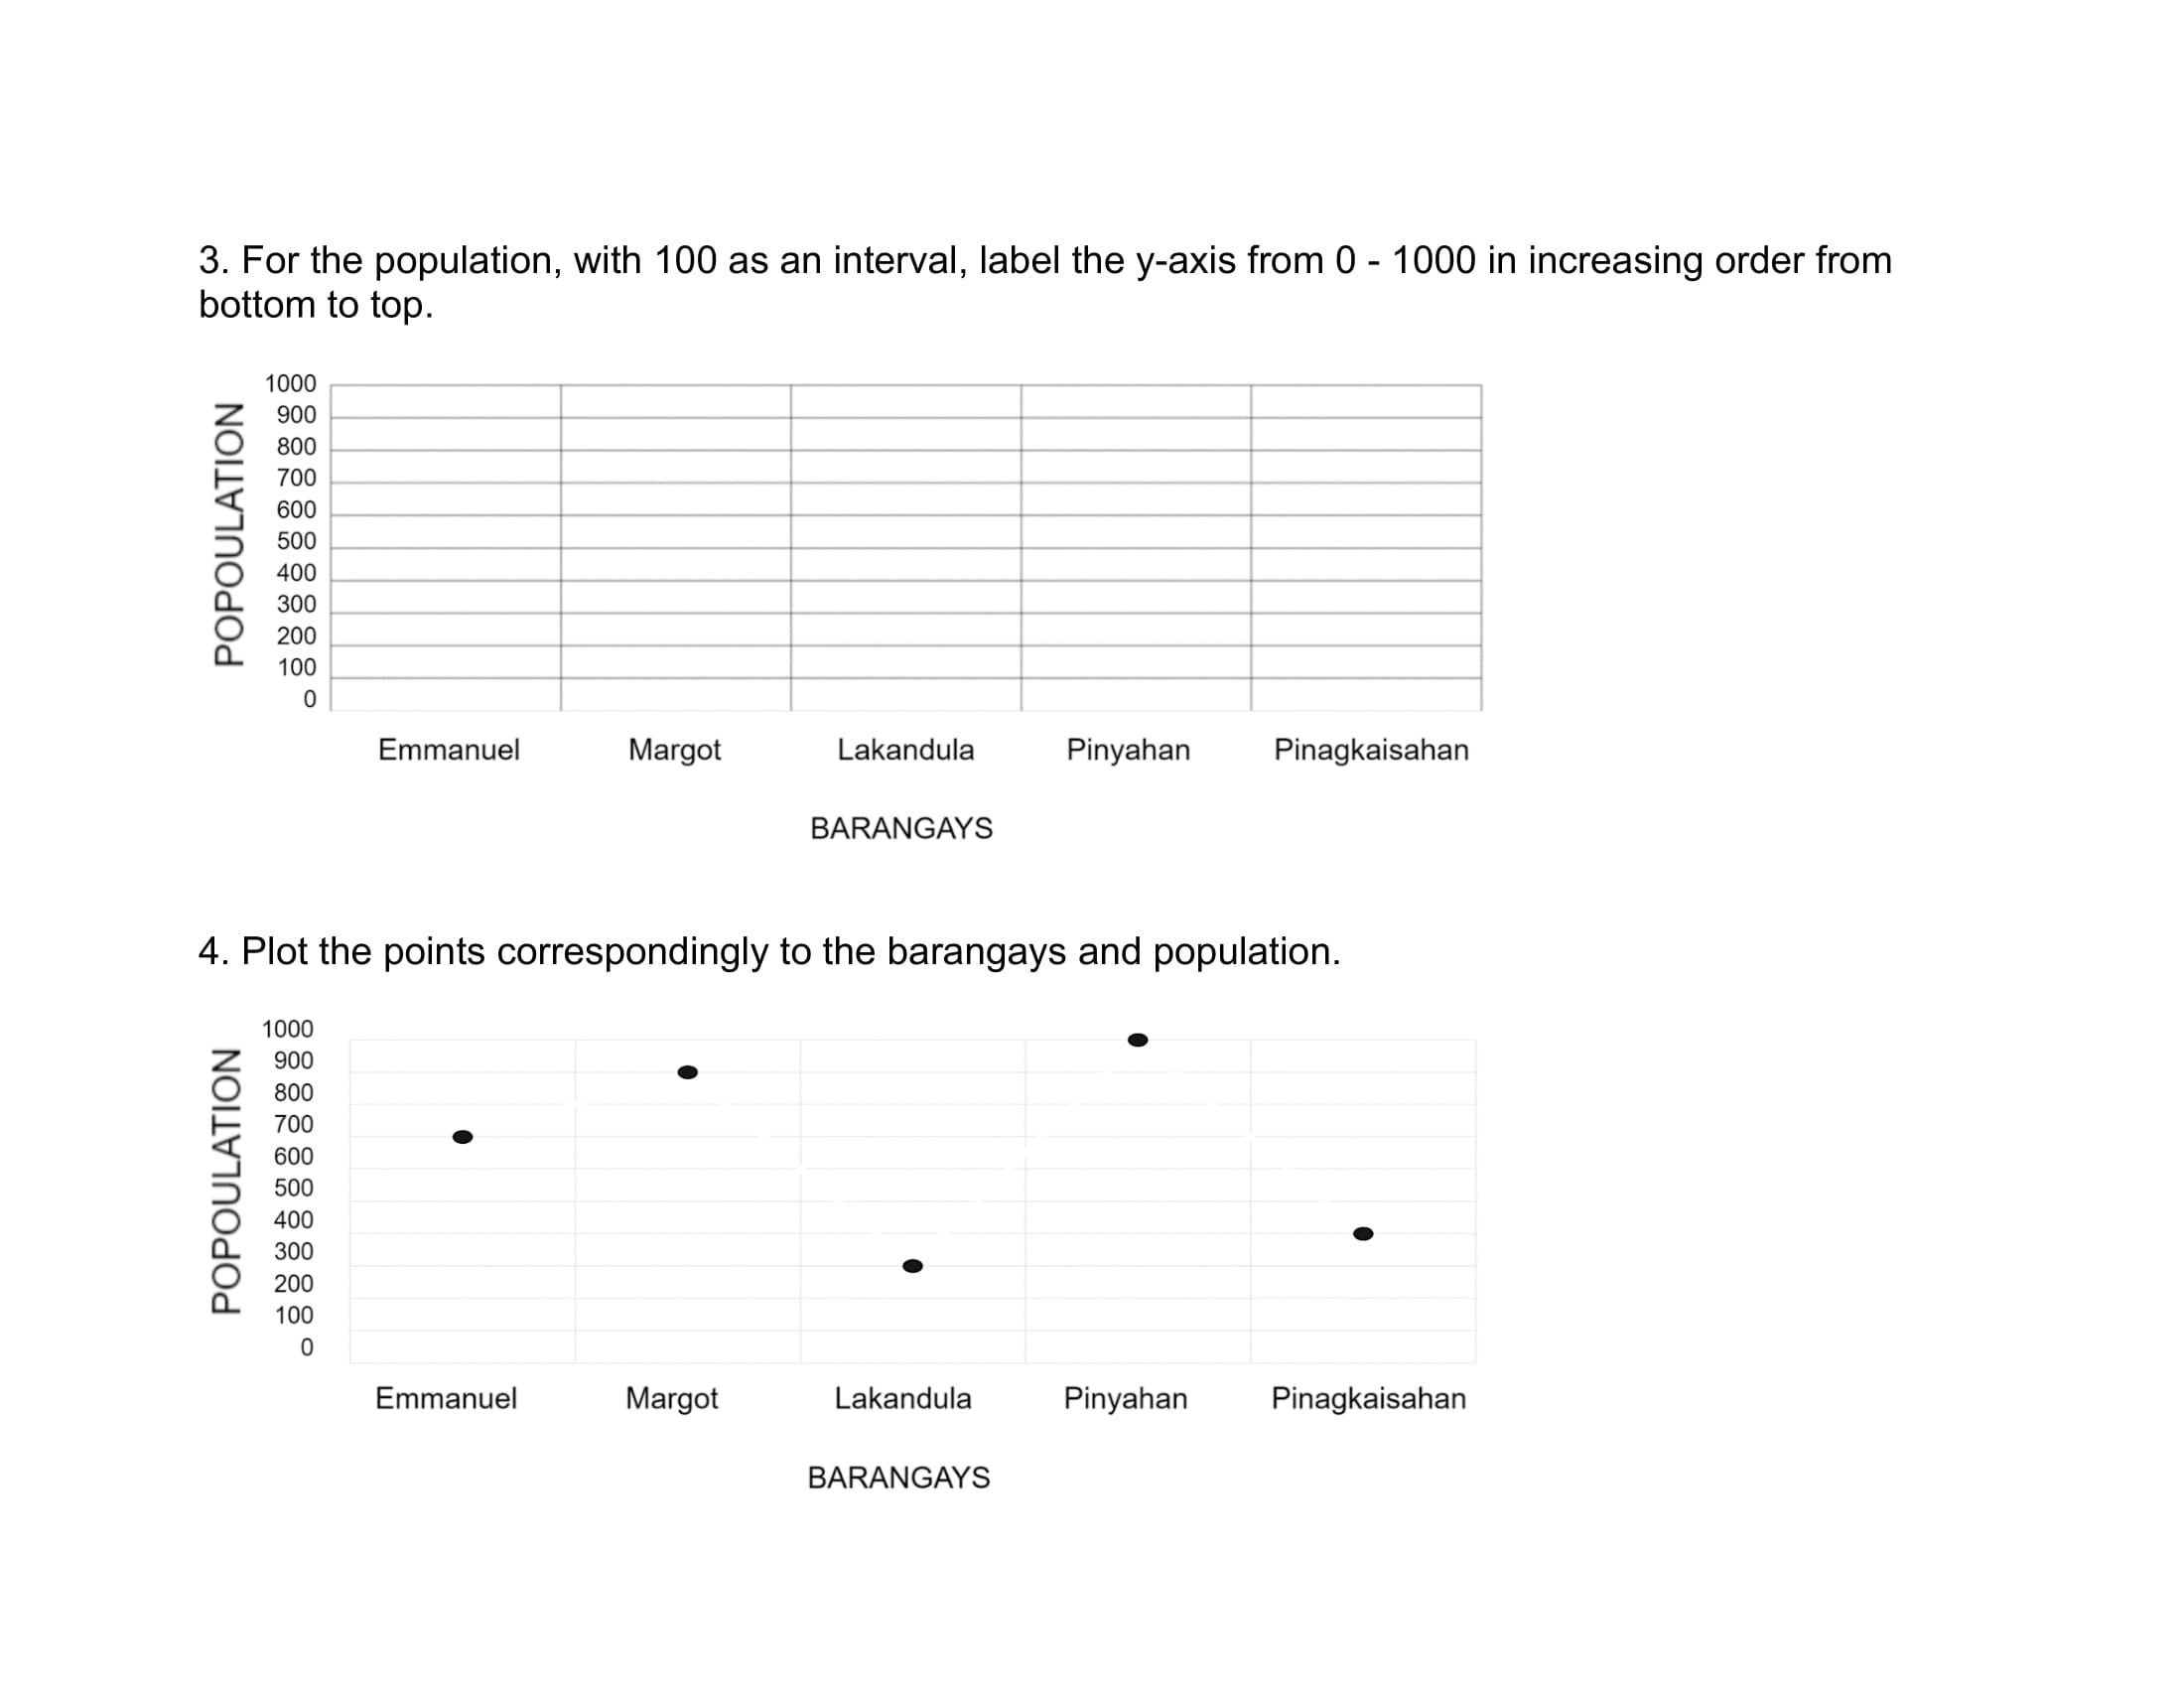 3. For the population, with 100 as an interval, label the y-axis from 0 - 1000 in increasing order from
bottom to top.
POPOULATION
1000
900
800
700
600
500
400
300
200
100
0
Emmanuel Margot Lakandula Pinyahan Pinagkaisahan
BARANGAYS
4. Plot the points correspondingly to the barangays and population.
POPOULATION
1000
900
800
700
600
500
400
300
200
100
0
Emmanuel Margot Lakandula Pinyahan Pinagkaisahan
BARANGAYS